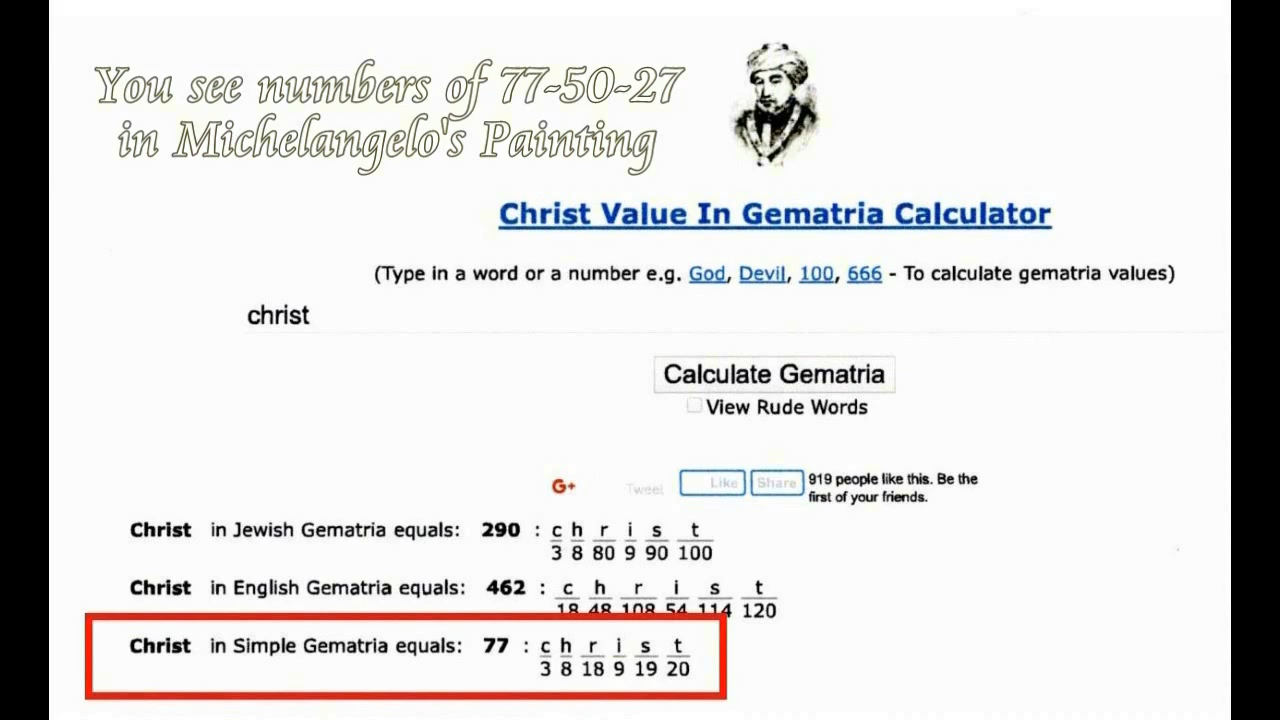 You see numbers of 77-50-27
in Michelangelo's Painting
Christ Value In Gematria Calculator
(Type in a word or a number e.g. God, Devil, 100, 666 - To calculate gematria values)
christ
Calculate Gematria
View Rude Words
G+ Tweet Like Share 919 people like this. Be the
first of your friends.
Christ in Jewish Gematria equals: 290 : c h r i s t
3 8 80 9 90 100
Christ in English Gematria equals: 462 : c h r i s t
18 48 108 54 114 120
Christ in Simple Gematria equals: 77 : c h r i s t
3 8 18 9 19 20